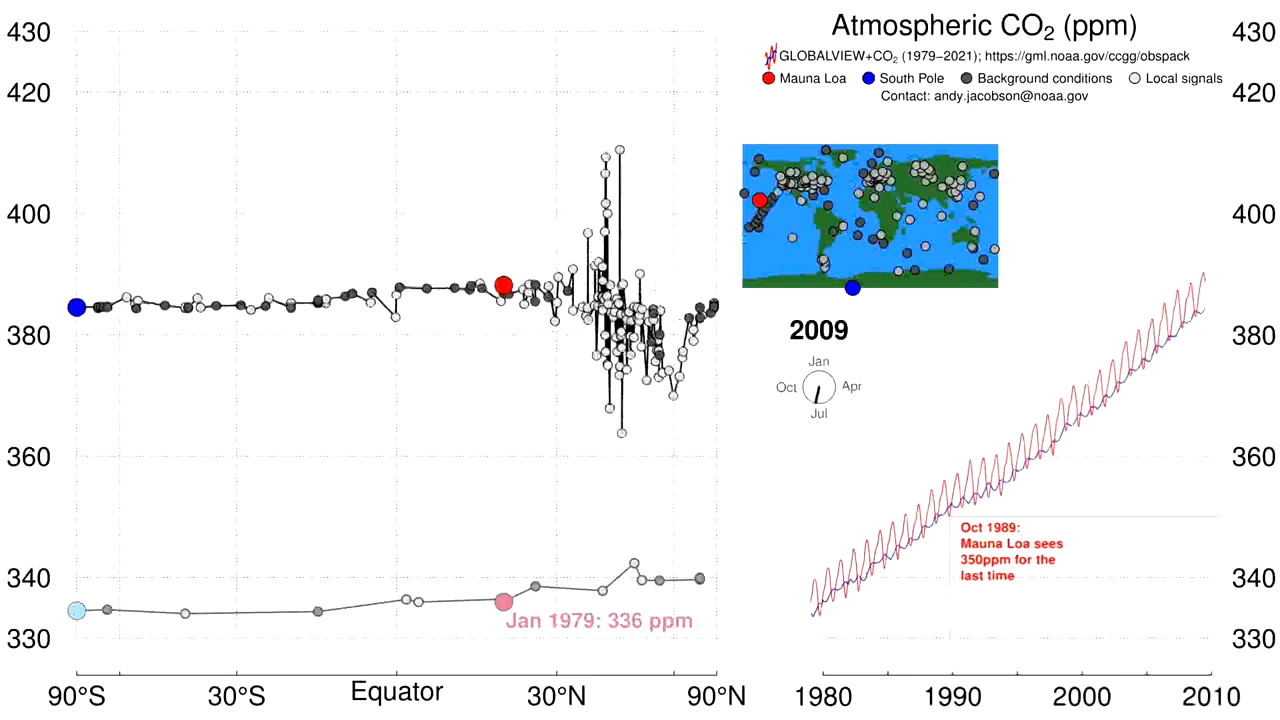 Atmospheric CO₂ (ppm)
GLOBALVIEW+CO₂ (1979−2021); https://gml.noaa.gov/ccgg/obspack
Mauna Loa South Pole Background conditions Local signals
Contact: andy.jacobson@noaa.gov
430
420
400
380
360
340
330
430
420
400
380
360
340
330
2009
Jan
Oct Apr
Jul
Oct 1989:
Mauna Loa sees
350ppm for the
last time
Jan 1979: 336 ppm
90°S 30°S Equator 30°N 90°N
1980 1990 2000 2010